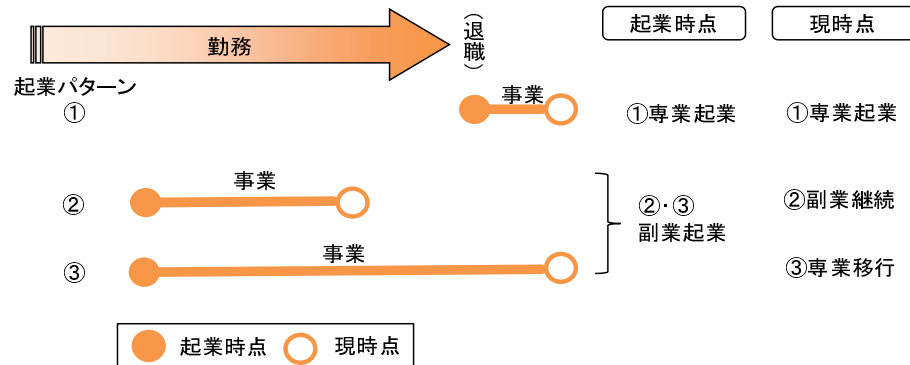 勤務
(退職)
起業時点
現時点
起業パターン
①
事業
①専業起業
①専業起業
②
事業
②・③
副業起業
②副業継続
③
事業
③専業移行
起業時点
現時点